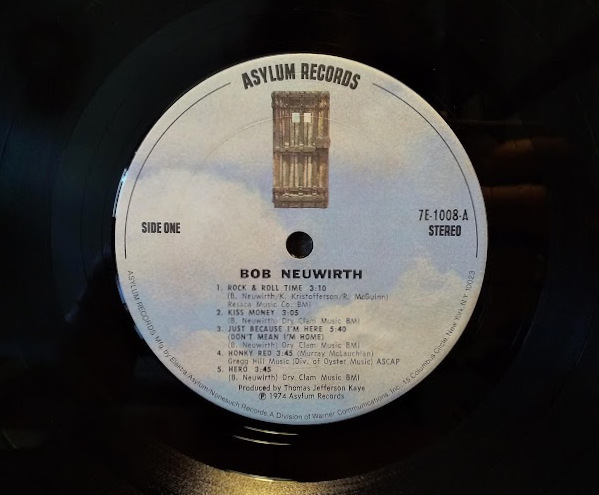 ASYLUM RECORDS
SIDE ONE
7E-1008-A
STEREO
BOB NEUWIRTH
1. ROCK & ROLL TIME 3:10
(B. Neuwirth/K. Kristofferson/R. McGuinn)
Resaca Music Co. BMI
2. KISS MONEY 3:05
(B. Neuwirth) Dry Clam Music BMI
3. JUST BECAUSE I'M HERE 5:40
(DON'T MEAN I'M HOME)
(B. Neuwirth) Dry Clam Music BMI
4. HONKY RED 3:45 (Murray McLauchlan)
Gregg Hill Music (Div. of Oyster Music) ASCAP
5. HERO 3:45
(B. Neuwirth) Dry Clam Music BMI
Produced by Thomas Jefferson Kaye
℗ 1974 Asylum Records
ASYLUM RECORDS Mfg. by Elektra/Asylum/Nonesuch Records A Division of Warner Communications, Inc. 15 Columbus Circle New York N.Y. 10023